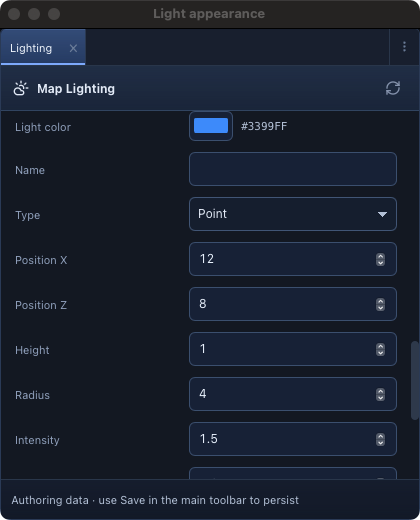 Light appearance
Lighting
Map Lighting
Light color #3399FF
Name
Type Point
Position X 12
Position Z 8
Height 1
Radius 4
Intensity 1.5
Authoring data · use Save in the main toolbar to persist